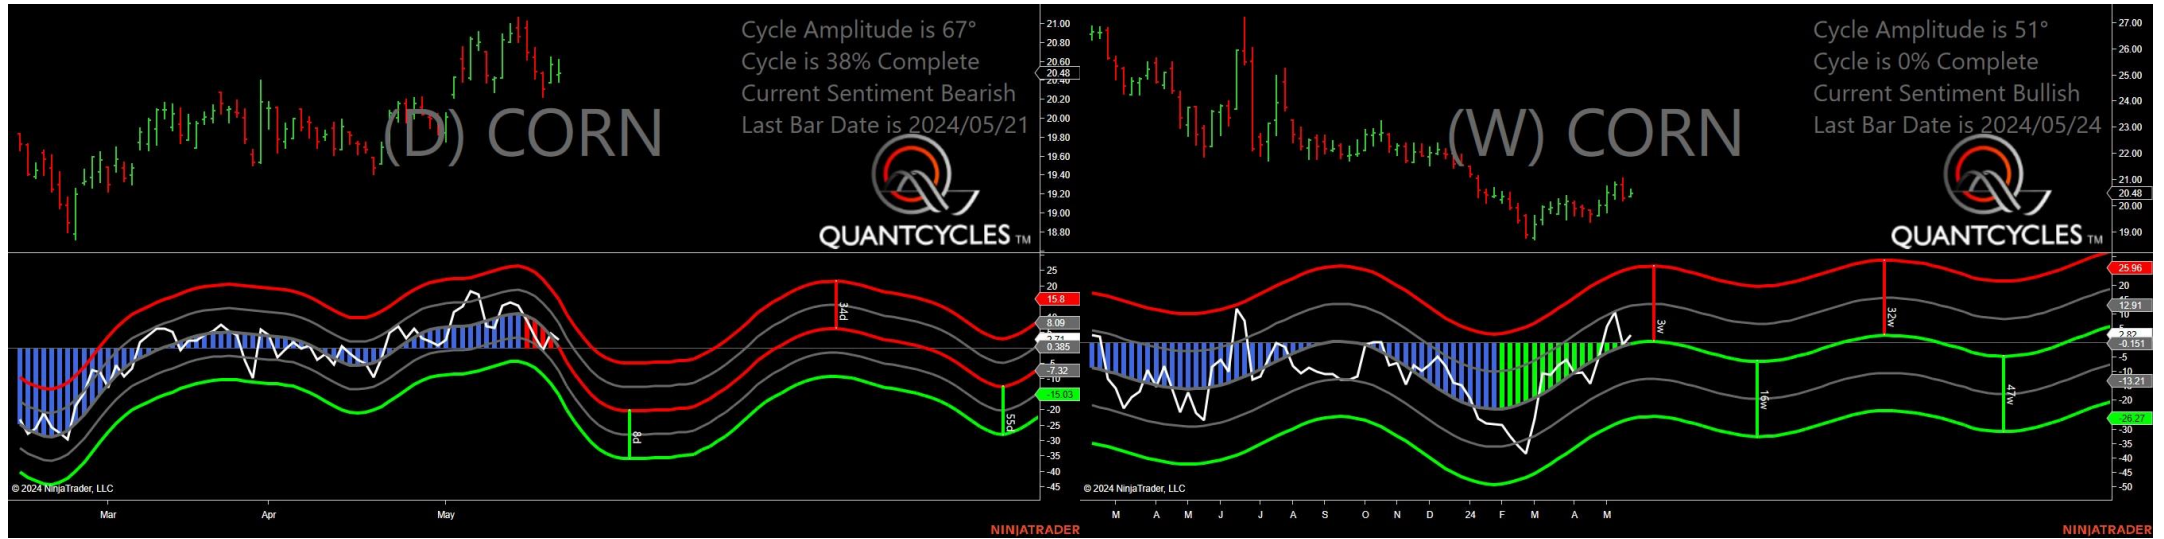 Cycle Amplitude is 67°
Cycle is 38% Complete
Current Sentiment Bearish
Last Bar Date is 2024/05/21
(D) CORN
QUANTCYCLES TM
21.00
20.80
20.60
20.48
20.40
20.20
20.00
19.80
19.60
19.40
19.20
19.00
18.80
25
20
15.8
8.09
0.385
-5
-7.32
-10
-15.03
-20
-25
-30
-35
-40
-45
34d
8d
55d
© 2024 NinjaTrader, LLC
Mar Apr May
NINJATRADER
Cycle Amplitude is 51°
Cycle is 0% Complete
Current Sentiment Bullish
Last Bar Date is 2024/05/24
(W) CORN
QUANTCYCLES TM
27.00
26.00
25.00
24.00
23.00
22.00
21.00
20.48
20.00
19.00
25.96
20
12.91
10
2.82
-0.151
-5
-10
-13.21
-20
-26.27
-30
-35
-40
-45
-50
3w
32w
16w
47w
© 2024 NinjaTrader, LLC
M A M J J A S O N D 24 F M A M
NINJATRADER